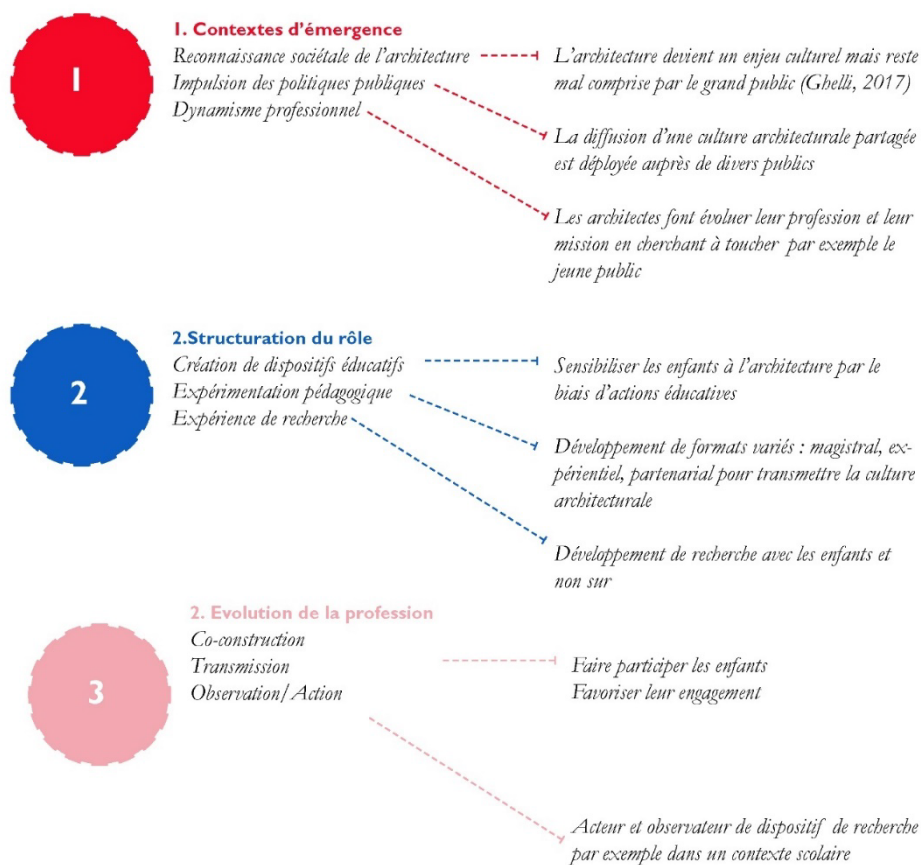 1
1. Contextes d'émergence
Reconnaissance sociétale de l'architecture
Impulsion des politiques publiques
Dynamisme professionnel
L'architecture devient un enjeu culturel mais reste
mal comprise par le grand public (Ghelli, 2017)
La diffusion d'une culture architecturale partagée
est déployée auprès de divers publics
Les architectes font évoluer leur profession et leur
mission en cherchant à toucher par exemple le
jeune public
2
2.Structuration du rôle
Création de dispositifs éducatifs
Expérimentation pédagogique
Expérience de recherche
Sensibiliser les enfants à l'architecture par le
biais d'actions éducatives
Développement de formats variés : magistral, ex-
périentiel, partenarial pour transmettre la culture
architecturale
Développement de recherche avec les enfants et
non sur
3
2. Evolution de la profession
Co-construction
Transmission
Observation/Action
Faire participer les enfants
Favoriser leur engagement
Acteur et observateur de dispositif de recherche
par exemple dans un contexte scolaire